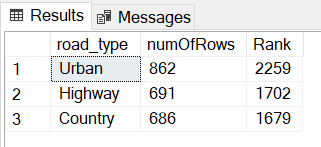 Results Messages
road_type numOfRows Rank
1 Urban 862 2259
2 Highway 691 1702
3 Country 686 1679